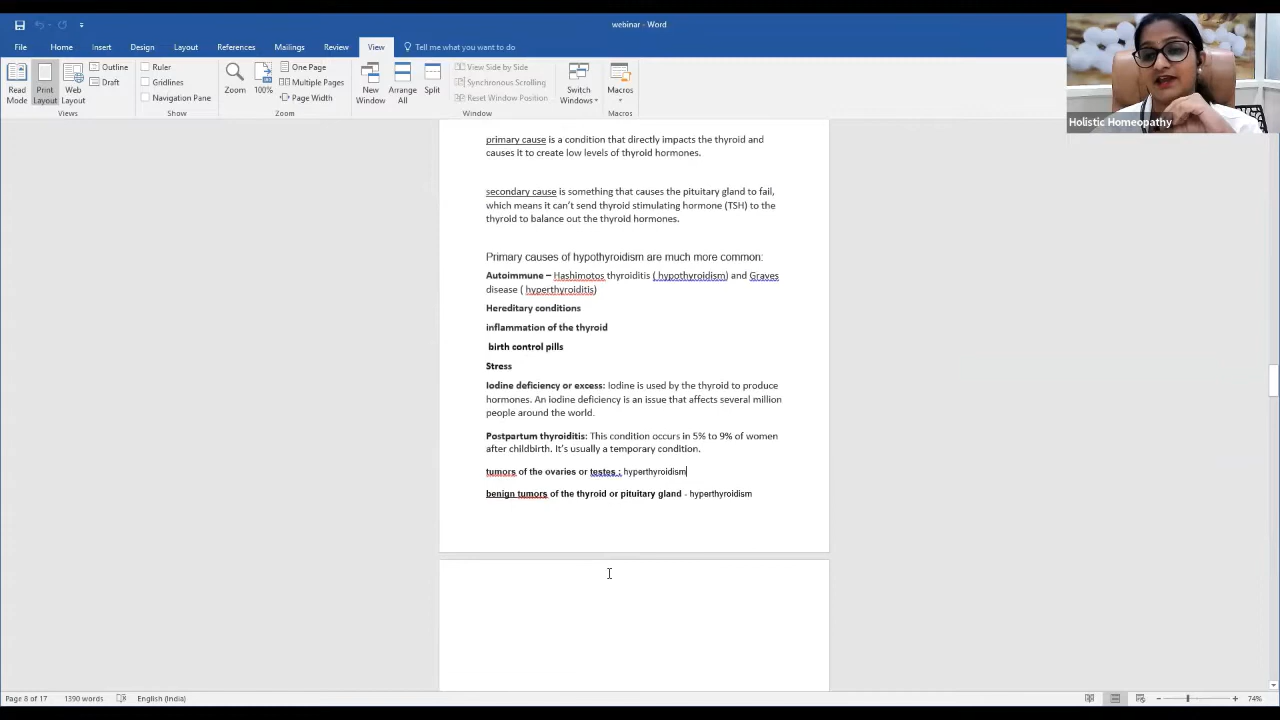 webinar - Word
File Home Insert Design Layout References Mailings Review View Tell me what you want to do
Read Mode
Print Layout
Web Layout
Outline
Draft
Views
Ruler
Gridlines
Navigation Pane
Show
Zoom
100%
One Page
Multiple Pages
Page Width
Zoom
New Window
Arrange All
Split
View Side by Side
Synchronous Scrolling
Reset Window Position
Window
Switch Windows
Macros
Macros
Holistic Homeopathy
primary cause is a condition that directly impacts the thyroid and
causes it to create low levels of thyroid hormones.
secondary cause is something that causes the pituitary gland to fail,
which means it can't send thyroid stimulating hormone (TSH) to the
thyroid to balance out the thyroid hormones.
Primary causes of hypothyroidism are much more common:
Autoimmune – Hashimotos thyroiditis ( hypothyroidism) and Graves
disease ( hyperthyroiditis)
Hereditary conditions
inflammation of the thyroid
birth control pills
Stress
Iodine deficiency or excess: Iodine is used by the thyroid to produce
hormones. An iodine deficiency is an issue that affects several million
people around the world.
Postpartum thyroiditis: This condition occurs in 5% to 9% of women
after childbirth. It's usually a temporary condition.
tumors of the ovaries or testes : hyperthyroidism
benign tumors of the thyroid or pituitary gland - hyperthyroidism
Page 8 of 17 1390 words English (India) 74%